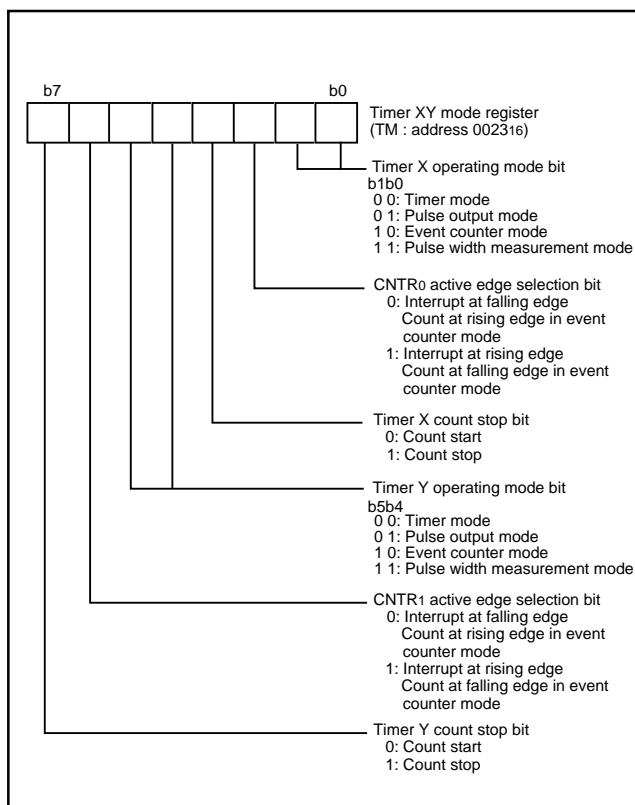 b7 b0
Timer XY mode register
(TM : address 002316)
Timer X operating mode bit
b1b0
0 0: Timer mode
0 1: Pulse output mode
1 0: Event counter mode
1 1: Pulse width measurement mode
CNTR0 active edge selection bit
0: Interrupt at falling edge
Count at rising edge in event
counter mode
1: Interrupt at rising edge
Count at falling edge in event
counter mode
Timer X count stop bit
0: Count start
1: Count stop
Timer Y operating mode bit
b5b4
0 0: Timer mode
0 1: Pulse output mode
1 0: Event counter mode
1 1: Pulse width measurement mode
CNTR1 active edge selection bit
0: Interrupt at falling edge
Count at rising edge in event
counter mode
1: Interrupt at rising edge
Count at falling edge in event
counter mode
Timer Y count stop bit
0: Count start
1: Count stop